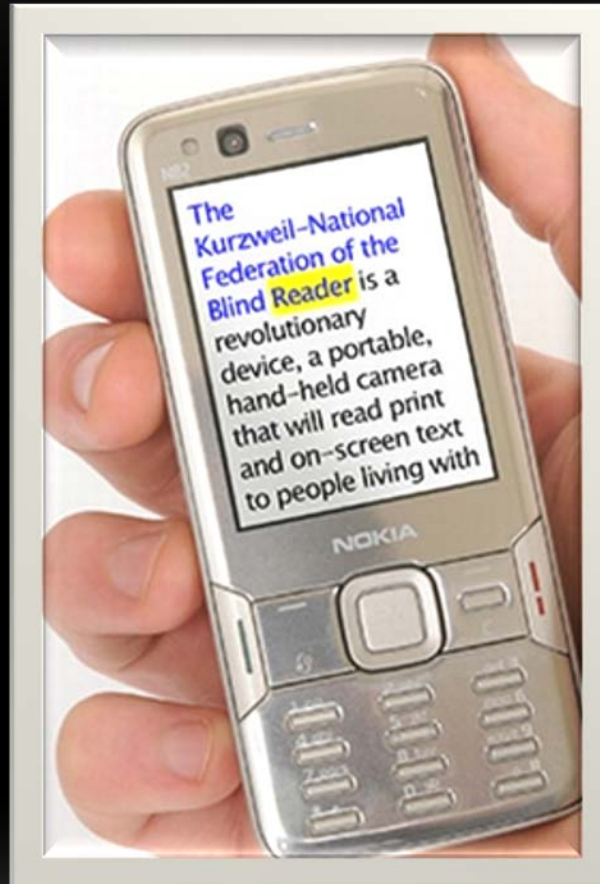 N82
The
Kurzweil-National
Federation of the
Blind Reader is a
revolutionary
device, a portable,
hand-held camera
that will read print
and on-screen text
to people living with
NOKIA